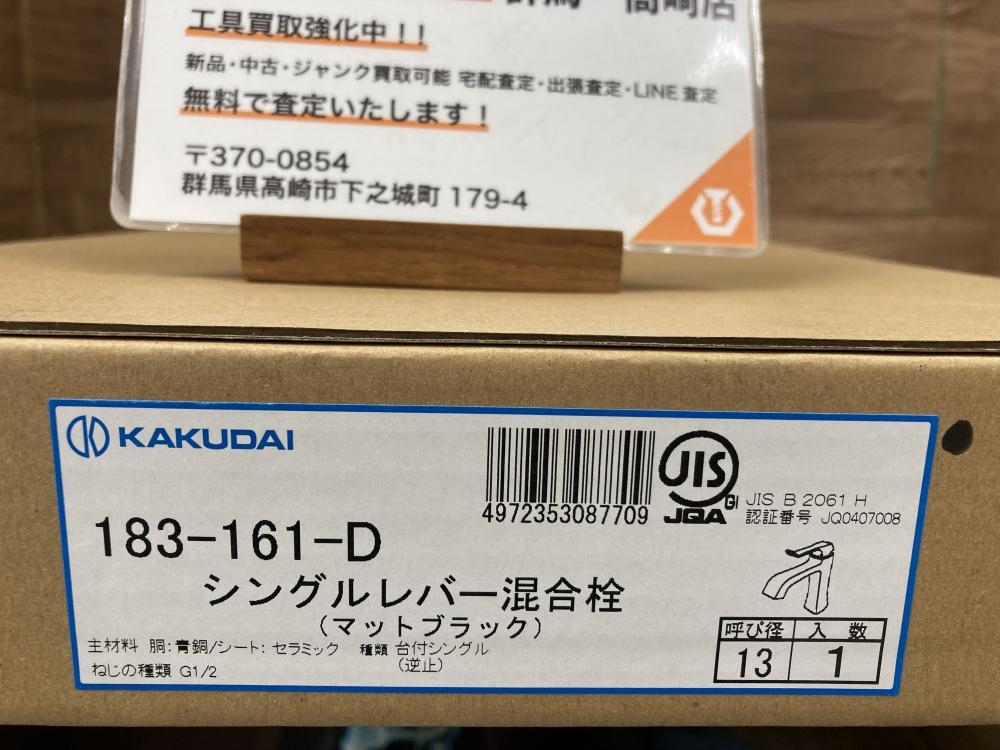 群馬 高崎店
工具買取強化中!!
新品・中古・ジャンク買取可能 宅配査定・出張査定・LINE査定
無料で査定いたします!
〒370-0854
群馬県高崎市下之城町 179-4
KAKUDAI
4972353087709
JIS
JQA
GI
JIS B 2061 H
認証番号 JQ0407008
183-161-D
シングルレバー混合栓
(マットブラック)
主材料 胴:青銅/シート:セラミック 種類 台付シングル
(逆止)
ねじの種類 G1/2
呼び径 入数
13 1